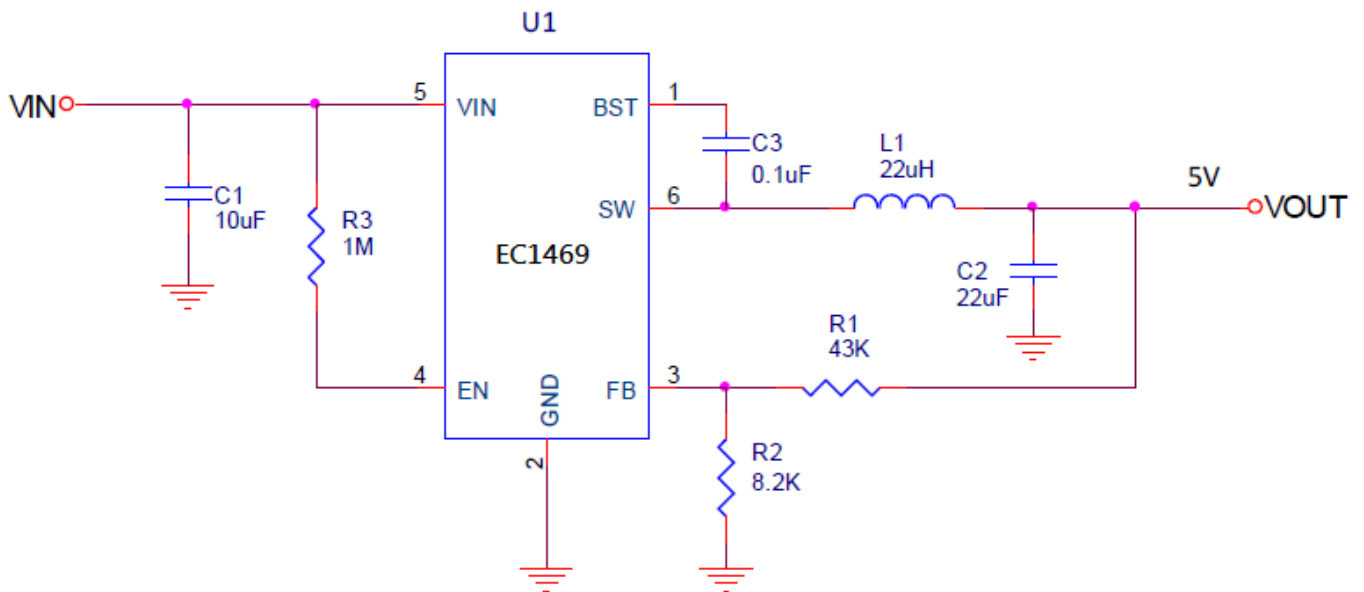 U1
VIN
5
VIN
BST
1
C1
10uF
R3
1M
C3
0.1uF
L1
22uH
SW
6
5V
VOUT
EC1469
C2
22uF
R1
43K
4
EN
GND
FB
3
2
R2
8.2K